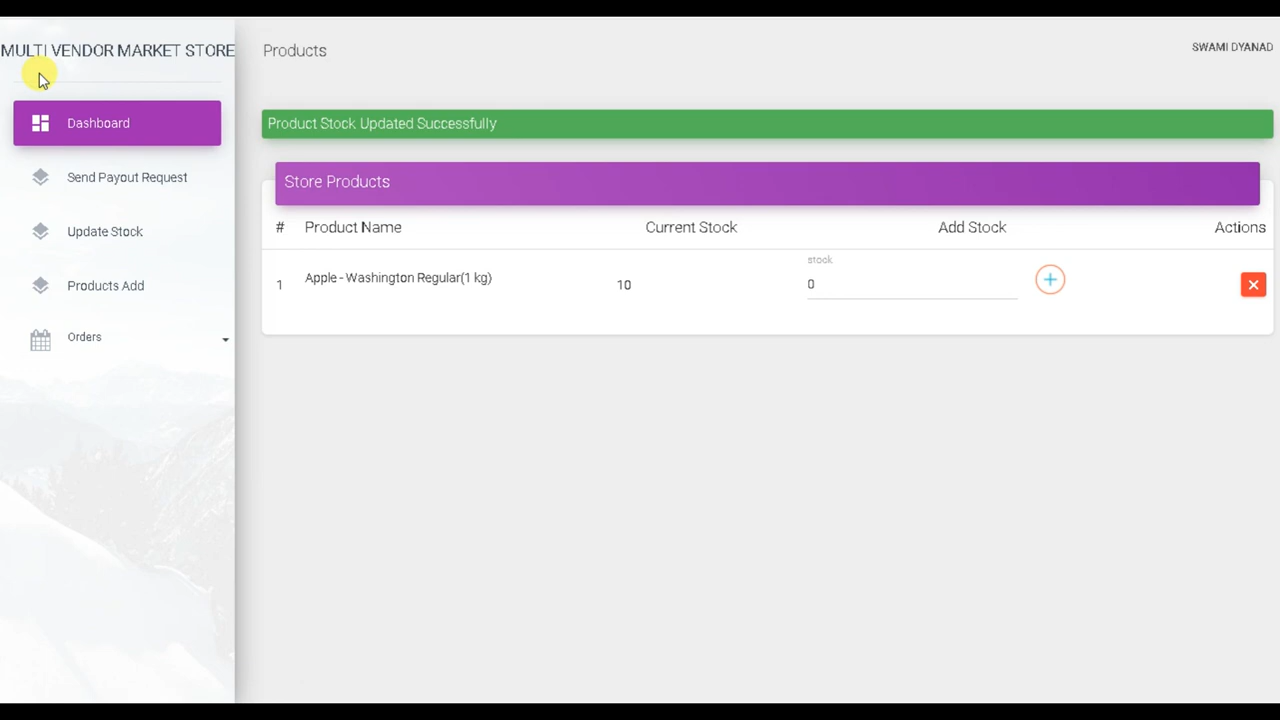 MULTI VENDOR MARKET STORE
Products
SWAMI DYANAD
Dashboard
Send Payout Request
Update Stock
Products Add
Orders
Product Stock Updated Successfully
Store Products
# Product Name Current Stock Add Stock Actions
stock
1 Apple - Washington Regular(1 kg) 10 0